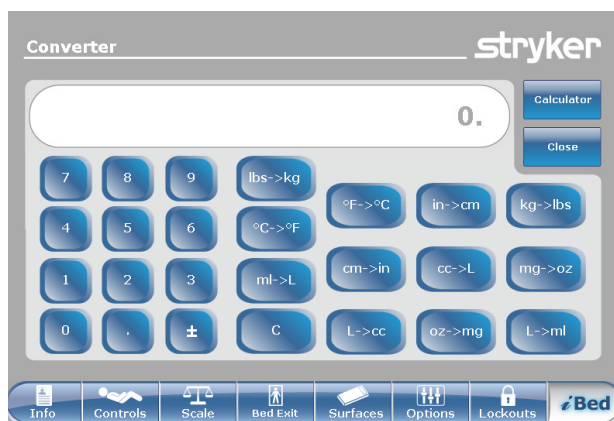 Converter
stryker
0.
Calculator
Close
7 8 9 lbs->kg
°F->°C in->cm kg->lbs
4 5 6 °C->°F
cm->in cc->L mg->oz
1 2 3 ml->L
0 . ± C L->cc oz->mg L->ml
Info Controls Scale Bed Exit Surfaces Options Lockouts iBed